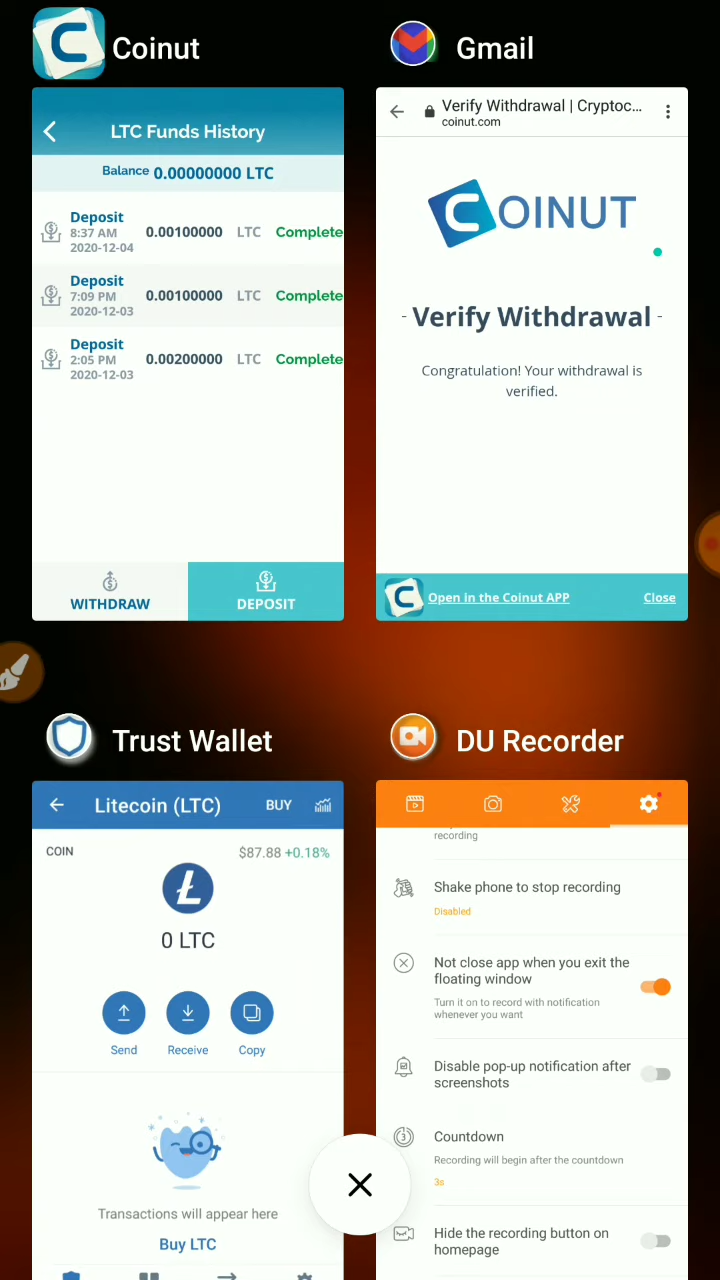 Coinut
Gmail
LTC Funds History
Balance 0.00000000 LTC
Deposit
8:37 AM
2020-12-04
0.00100000 LTC Complete
Deposit
7:09 PM
2020-12-03
0.00100000 LTC Complete
Deposit
2:05 PM
2020-12-03
0.00200000 LTC Complete
WITHDRAW
DEPOSIT
Verify Withdrawal | Cryptoc...
coinut.com
COINUT
- Verify Withdrawal -
Congratulation! Your withdrawal is
verified.
Open in the Coinut APP
Close
Trust Wallet
DU Recorder
Litecoin (LTC)
BUY
COIN
$87.88 +0.18%
0 LTC
Send
Receive
Copy
Transactions will appear here
Buy LTC
recording
Shake phone to stop recording
Disabled
Not close app when you exit the
floating window
Turn it on to record with notification
whenever you want
Disable pop-up notification after
screenshots
3
Countdown
Recording will begin after the countdown
3s
Hide the recording button on
homepage